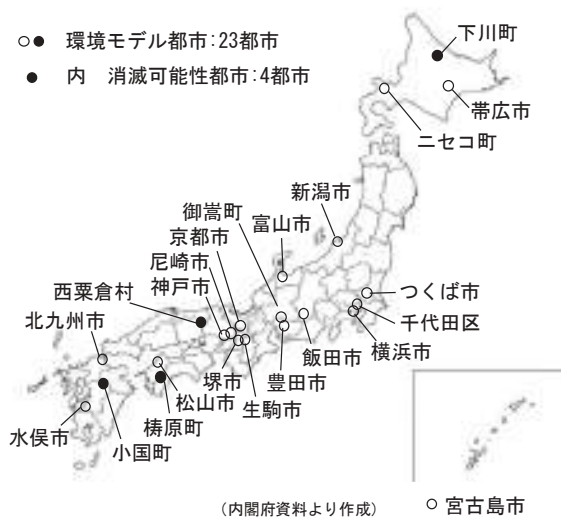 ○● 環境モデル都市:23都市
● 内 消滅可能性都市:4都市
下川町
帯広市
ニセコ町
新潟市
御嵩町
富山市
京都市
尼崎市
神戸市
西粟倉村
北九州市
つくば市
千代田区
横浜市
飯田市
豊田市
堺市
生駒市
松山市
梼原町
水俣市
小国町
(内閣府資料より作成)
宮古島市